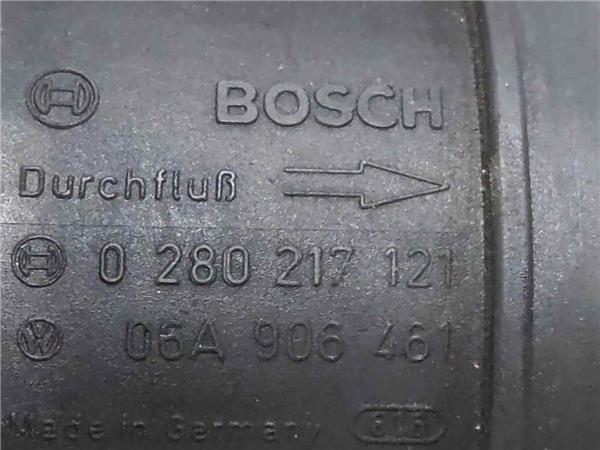 BOSCH
Durchfluß
0 280 217 121
06A 906 461
Made in Germany